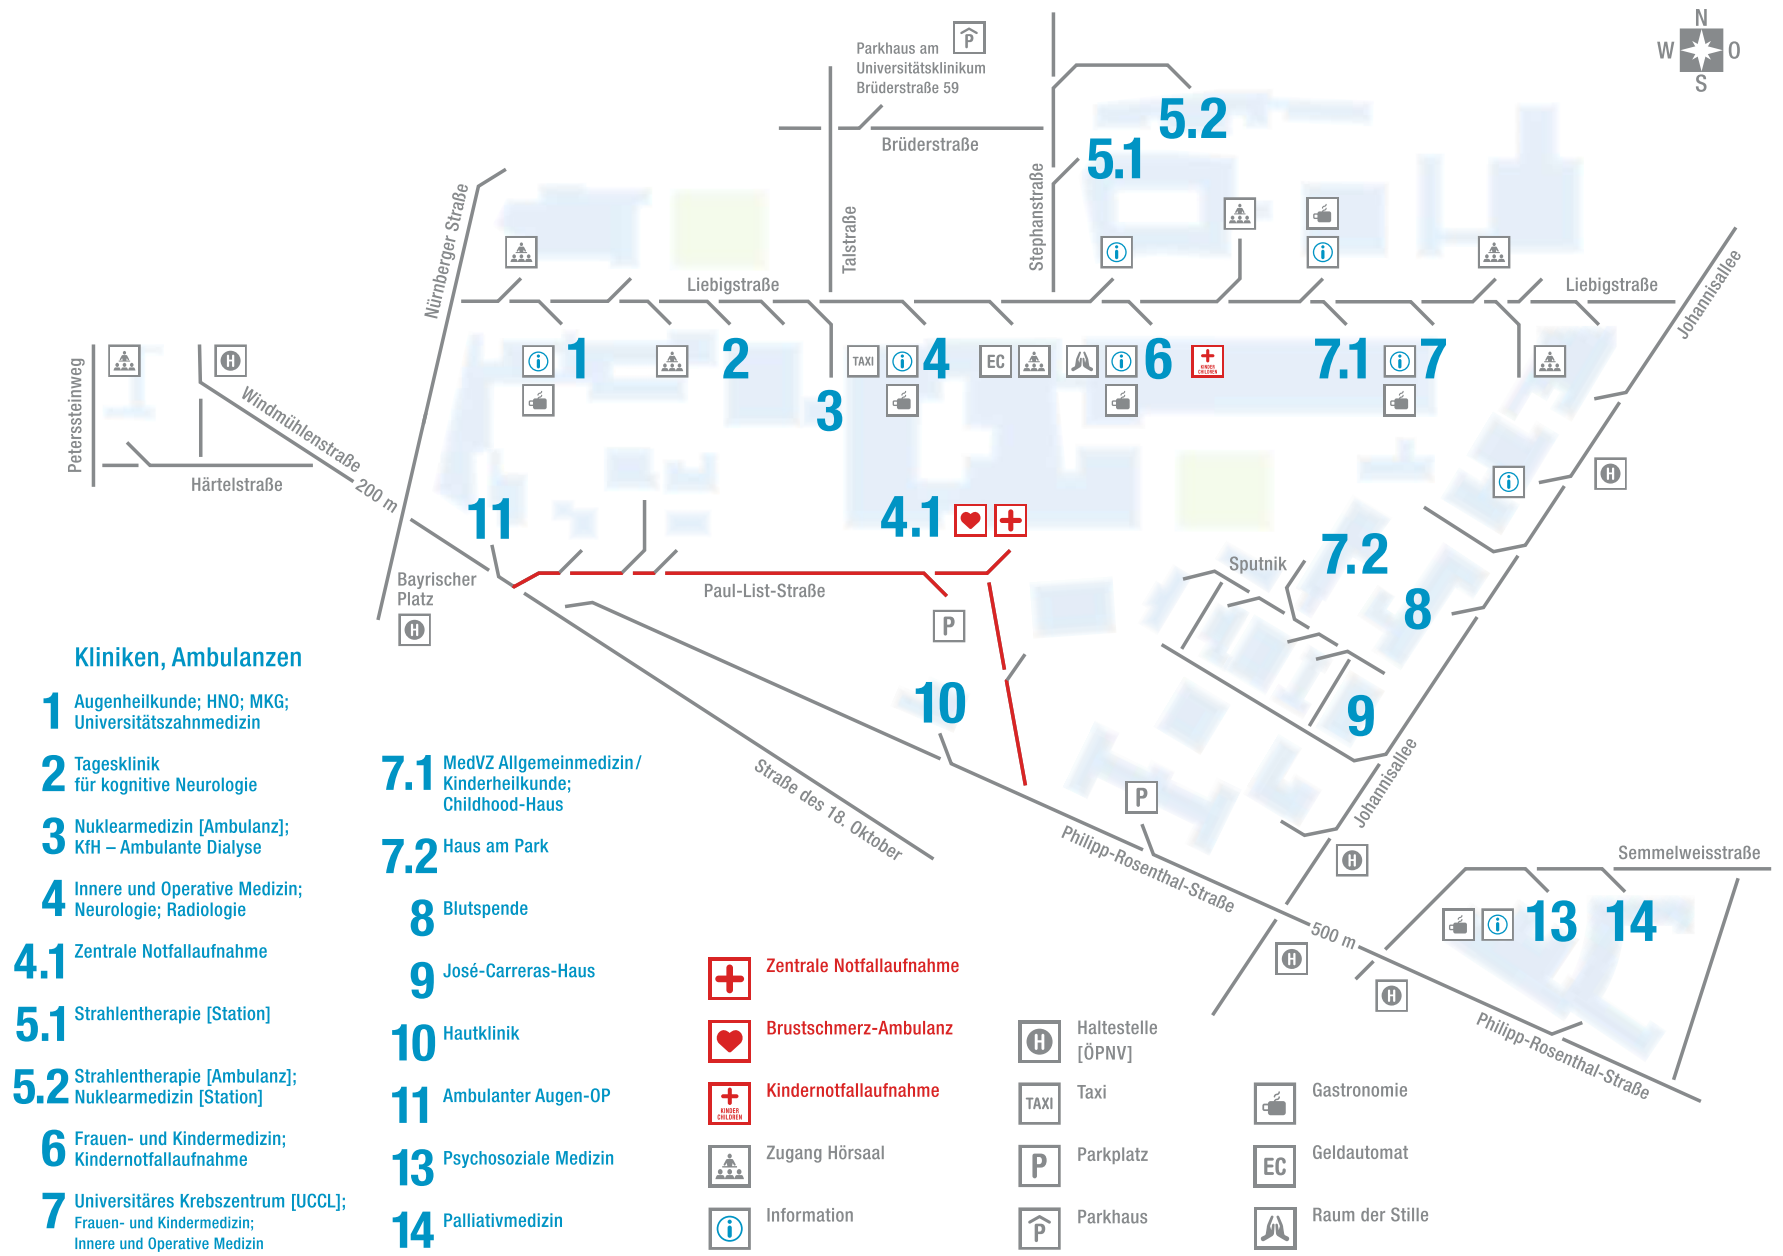 N
W
O
S
Parkhaus am
Universitätsklinikum
Brüderstraße 59
P
5.2
5.1
Brüderstraße
Nürnberger Straße
Talstraße
Stephanstraße
Liebigstraße
Liebigstraße
Johannisallee
Peterssteinweg
H
Windmühlenstraße
Härtelstraße
200 m
i
1
2
3
TAXI
i
4
EC
i
6
KINDER
CHILDREN
i
i
7.1
i
7
i
H
11
4.1
Bayrischer
Platz
H
Paul-List-Straße
P
Sputnik
7.2
8
9
10
P
Straße des 18. Oktober
Philipp-Rosenthal-Straße
Johannisallee
H
H
500 m
H
Semmelweisstraße
i
13
14
Philipp-Rosenthal-Straße
Kliniken, Ambulanzen
1 Augenheilkunde; HNO; MKG;
Universitätszahnmedizin
2 Tagesklinik
für kognitive Neurologie
3 Nuklearmedizin [Ambulanz];
KfH – Ambulante Dialyse
4 Innere und Operative Medizin;
Neurologie; Radiologie
4.1 Zentrale Notfallaufnahme
5.1 Strahlentherapie [Station]
5.2 Strahlentherapie [Ambulanz];
Nuklearmedizin [Station]
6 Frauen- und Kindermedizin;
Kindernotfallaufnahme
7 Universitäres Krebszentrum [UCCL];
Frauen- und Kindermedizin;
Innere und Operative Medizin
7.1 MedVZ Allgemeinmedizin/
Kinderheilkunde;
Childhood-Haus
7.2 Haus am Park
8 Blutspende
9 José-Carreras-Haus
10 Hautklinik
11 Ambulanter Augen-OP
13 Psychosoziale Medizin
14 Palliativmedizin
Zentrale Notfallaufnahme
Brustschmerz-Ambulanz
KINDER
CHILDREN
Kindernotfallaufnahme
Zugang Hörsaal
i Information
H Haltestelle
[ÖPNV]
TAXI Taxi
P Parkplatz
P Parkhaus
Gastronomie
EC Geldautomat
Raum der Stille